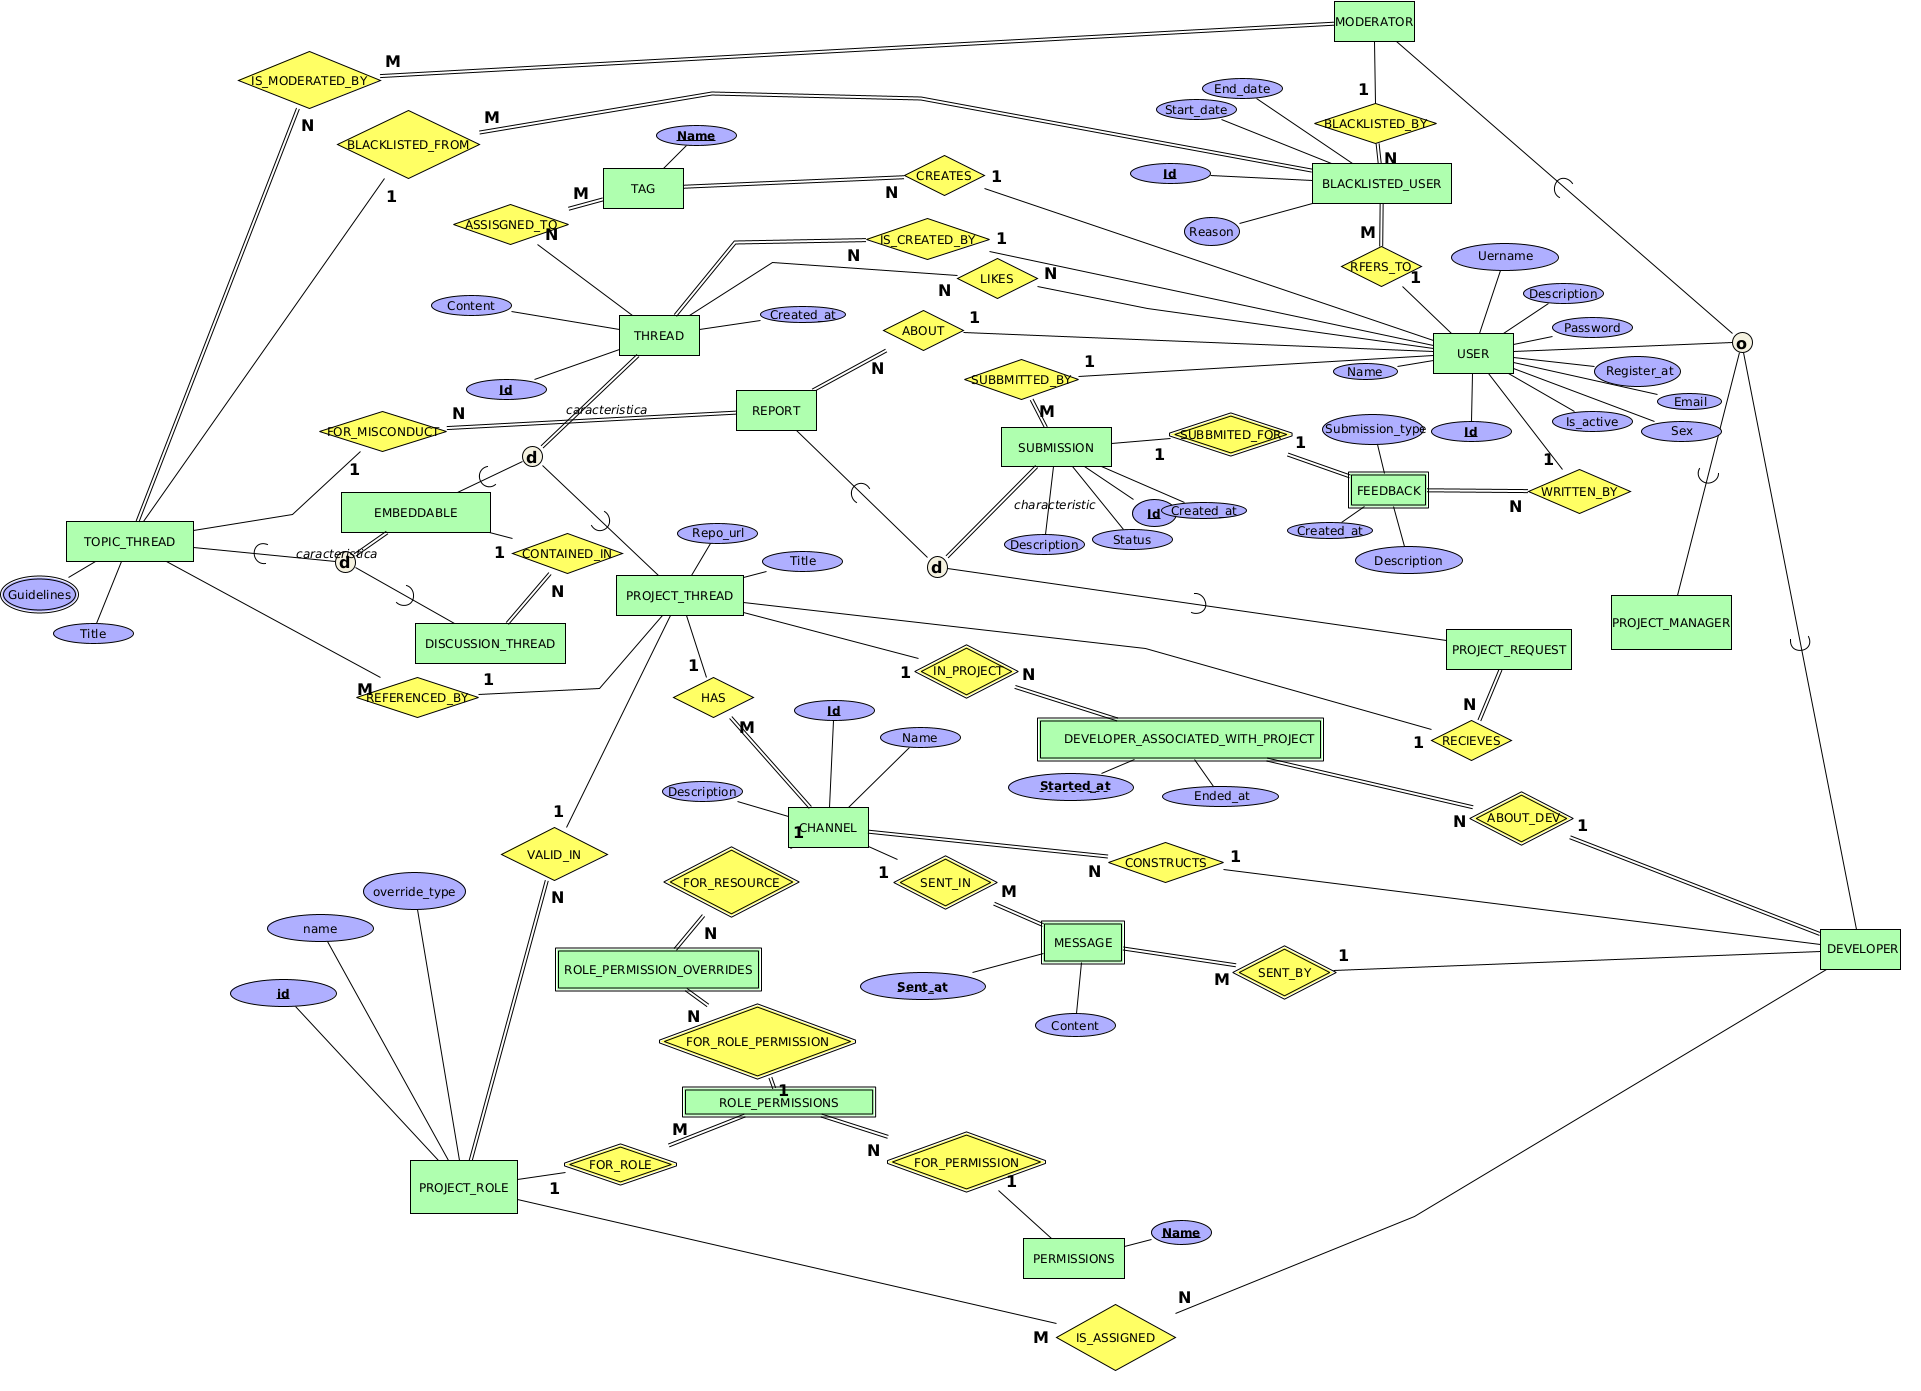 MODERATOR
M
IS_MODERATED_BY
N
M
BLACKLISTED_FROM
1
End_date
Start_date
1
BLACKLISTED_BY
N
Id
BLACKLISTED_USER
Reason
M
RFERS_TO
1
Name
TAG
M
ASSISGNED_TO
N
CREATES
1
N
IS_CREATED_BY
1
N
LIKES
N
N
Uername
Description
Password
USER
Name
Register_at
Email
Is_active
Sex
Id
o
Content
Created_at
THREAD
Id
ABOUT
1
N
SUBBMITTED_BY
1
M
caracteristica
REPORT
FOR_MISCONDUCT
N
1
d
SUBMISSION
SUBBMITED_FOR
1
1
Submission_type
FEEDBACK
1
WRITTEN_BY
N
characteristic
Id
Created_at
Description
Status
Created_at
Description
EMBEDDABLE
TOPIC_THREAD
caracteristica
d
1
CONTAINED_IN
N
Guidelines
Title
DISCUSSION_THREAD
Repo_url
Title
PROJECT_THREAD
d
PROJECT_MANAGER
PROJECT_REQUEST
M
REFERENCED_BY
1
1
HAS
M
1
IN_PROJECT
N
N
RECIEVES
1
DEVELOPER_ASSOCIATED_WITH_PROJECT
Started_at
Ended_at
Id
Name
Description
CHANNEL
1
N
ABOUT_DEV
1
1
VALID_IN
N
FOR_RESOURCE
N
1
SENT_IN
M
CONSTRUCTS
N
1
override_type
name
id
MESSAGE
Sent_at
Content
M
SENT_BY
1
DEVELOPER
ROLE_PERMISSION_OVERRIDES
N
FOR_ROLE_PERMISSION
1
ROLE_PERMISSIONS
M
N
FOR_ROLE
1
FOR_PERMISSION
1
PROJECT_ROLE
PERMISSIONS
Name
N
M
IS_ASSIGNED